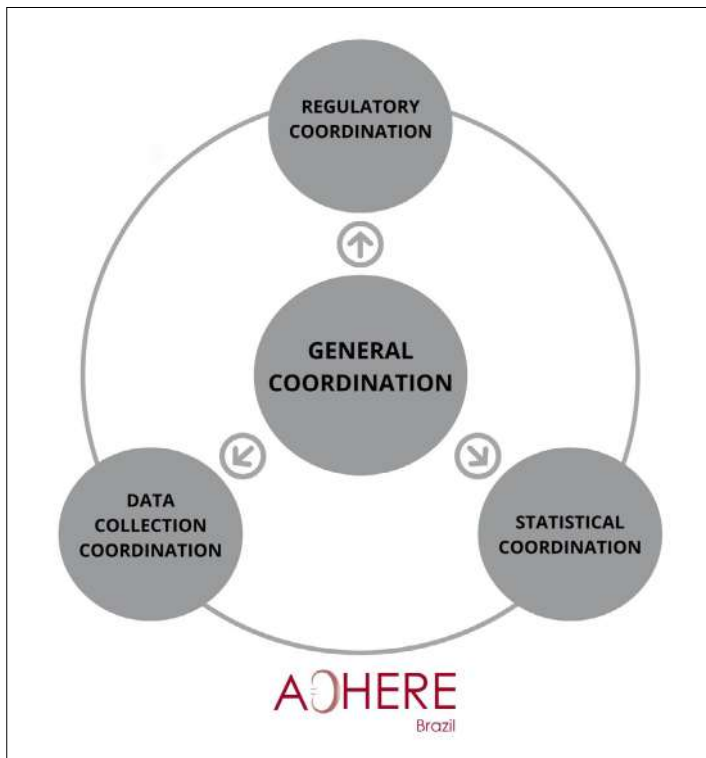 REGULATORY
COORDINATION
GENERAL
COORDINATION
DATA
COLLECTION
COORDINATION
STATISTICAL
COORDINATION
ADHERE
Brazil